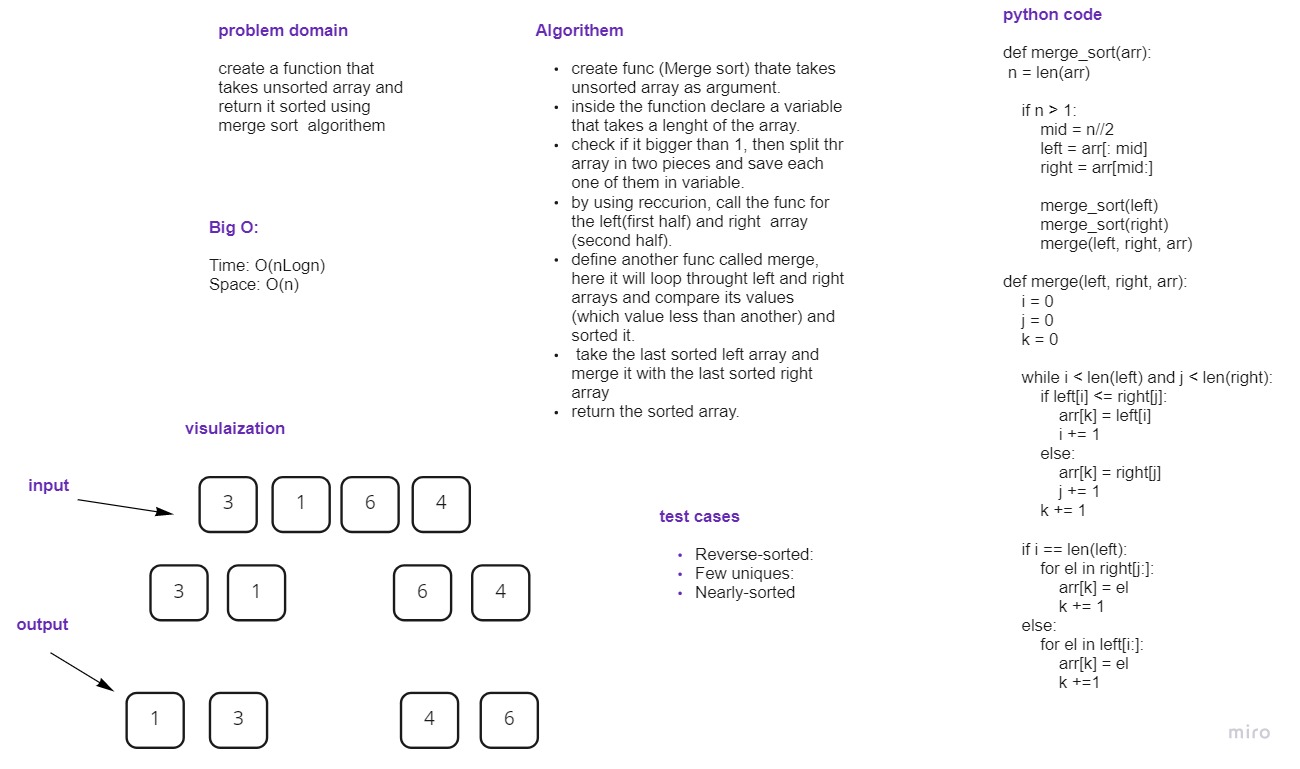 problem domain
create a function that
takes unsorted array and
return it sorted using
merge sort algorithem
Big O:
Time: O(nLogn)
Space: O(n)
Algorithem
• create func (Merge sort) thate takes
unsorted array as argument.
• inside the function declare a variable
that takes a lenght of the array.
• check if it bigger than 1, then split thr
array in two pieces and save each
one of them in variable.
• by using reccurion, call the func for
the left(first half) and right array
(second half).
• define another func called merge,
here it will loop throught left and right
arrays and compare its values
(which value less than another) and
sorted it.
• take the last sorted left array and
merge it with the last sorted right
array
• return the sorted array.
visulaization
input
3 1 6 4
3 1 6 4
output
1 3 4 6
test cases
• Reverse-sorted:
• Few uniques:
• Nearly-sorted
python code
def merge_sort(arr):
n = len(arr)
if n > 1:
mid = n//2
left = arr[: mid]
right = arr[mid:]
merge_sort(left)
merge_sort(right)
merge(left, right, arr)
def merge(left, right, arr):
i = 0
j = 0
k = 0
while i < len(left) and j < len(right):
if left[i] <= right[j]:
arr[k] = left[i]
i += 1
else:
arr[k] = right[j]
j += 1
k += 1
if i == len(left):
for el in right[j:]:
arr[k] = el
k += 1
else:
for el in left[i:]:
arr[k] = el
k +=1
miro